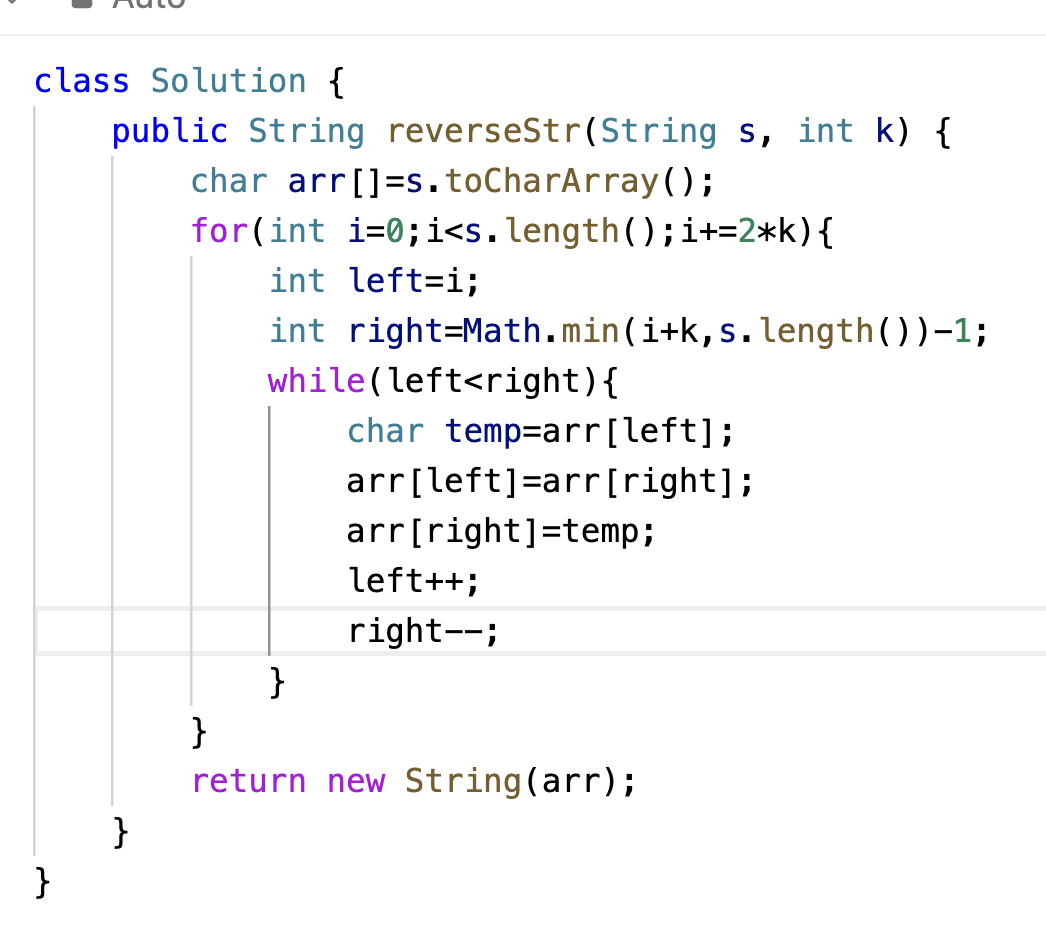 Auto
class Solution {
    public String reverseStr(String s, int k) {
        char arr[]=s.toCharArray();
        for(int i=0;i<s.length();i+=2*k){
            int left=i;
            int right=Math.min(i+k,s.length())-1;
            while(left<right){
                char temp=arr[left];
                arr[left]=arr[right];
                arr[right]=temp;
                left++;
                right--;
            }
        }
        return new String(arr);
    }
}